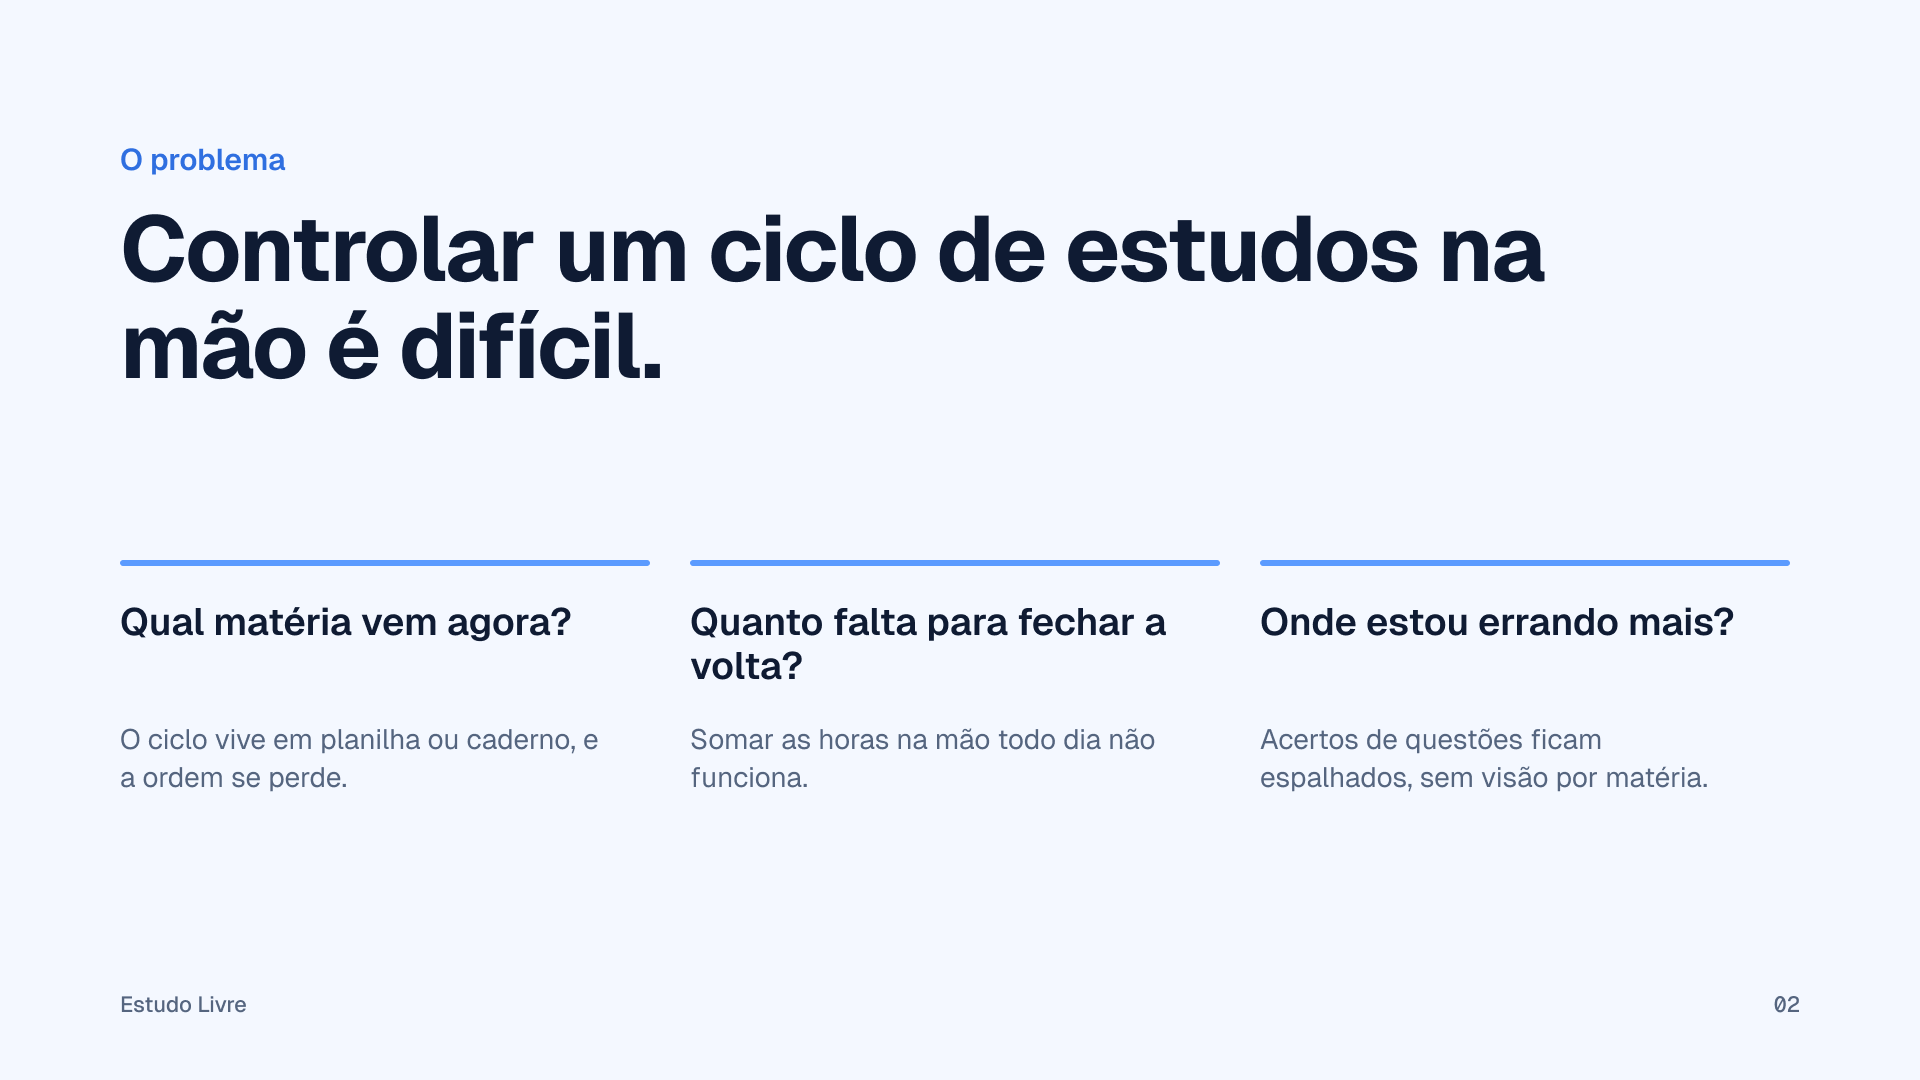 O problema
Controlar um ciclo de estudos na
mão é difícil.
Qual matéria vem agora?
O ciclo vive em planilha ou caderno, e
a ordem se perde.
Quanto falta para fechar a
volta?
Somar as horas na mão todo dia não
funciona.
Onde estou errando mais?
Acertos de questões ficam
espalhados, sem visão por matéria.
Estudo Livre
02